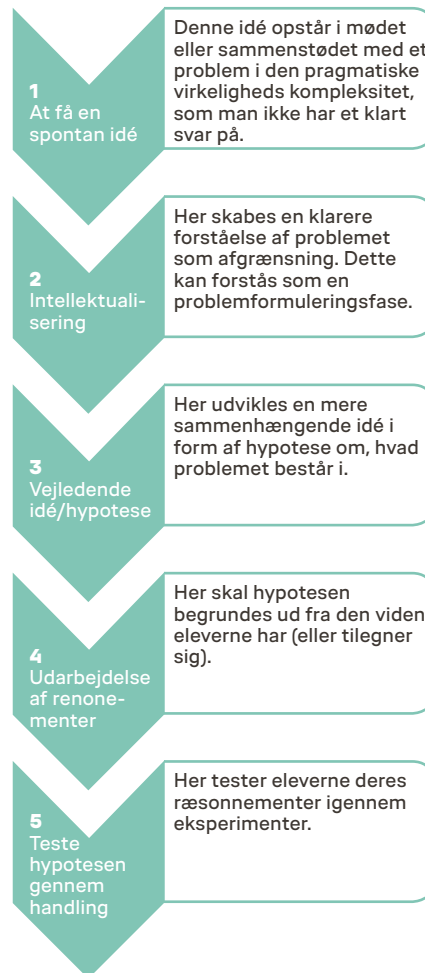 1
At få en
spontan idé
Denne idé opstår i mødet
eller sammenstødet med et
problem i den pragmatiske
virkeligheds kompleksitet,
som man ikke har et klart
svar på.
2
Intellektuali-
sering
Her skabes en klarere
forståelse af problemet
som afgrænsning. Dette
kan forstås som en
problemformuleringsfase.
3
Vejledende
idé/hypotese
Her udvikles en mere
sammenhængende idé i
form af hypotese om, hvad
problemet består i.
4
Udarbejdelse
af renone-
menter
Her skal hypotesen
begrundes ud fra den viden
eleverne har (eller tilegner
sig).
5
Teste
hypotesen
gennem
handling
Her tester eleverne deres
ræsonnementer igennem
eksperimenter.